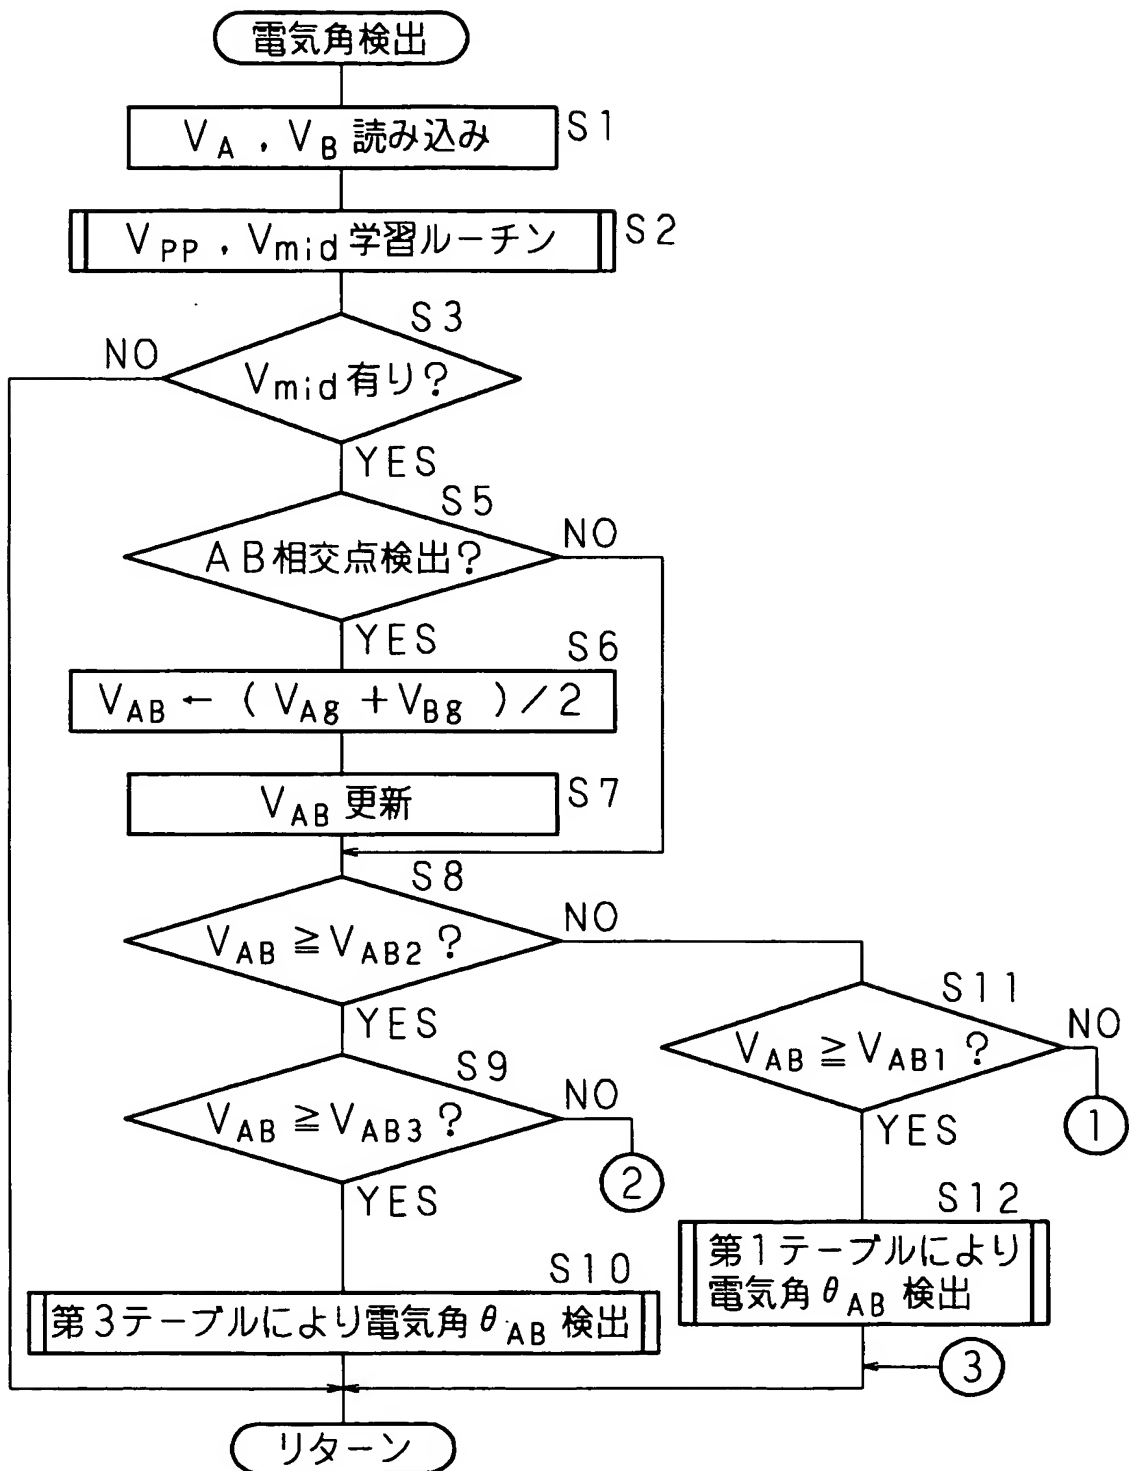 電気角検出
V_A , V_B 読み込み
S1
V_PP , V_mid 学習ルーチン
S2
S3
NO
V_mid 有り?
YES
S5
NO
AB相交点検出?
YES
S6
V_AB ← ( V_Ag + V_Bg ) / 2
V_AB 更新
S7
S8
NO
V_AB ≧ V_AB2 ?
S11
YES
NO
V_AB ≧ V_AB1 ?
S9
NO
V_AB ≧ V_AB3 ?
①
YES
②
YES
S12
第1テーブルにより
電気角 θ_AB 検出
S10
第3テーブルにより電気角 θ_AB 検出
③
リターン